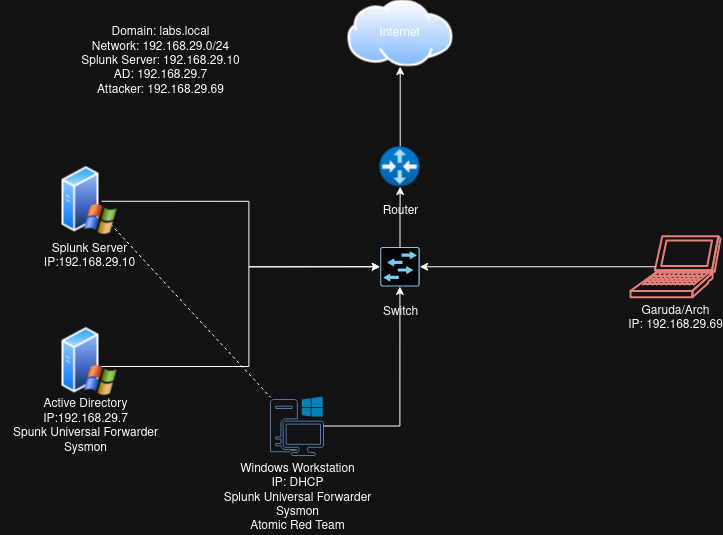 Domain: labs.local
Network: 192.168.29.0/24
Splunk Server: 192.168.29.10
AD: 192.168.29.7
Attacker: 192.168.29.69
Internet
Router
Splunk Server
IP:192.168.29.10
Switch
Garuda/Arch
IP: 192.168.29.69
Active Directory
IP:192.168.29.7
Spunk Universal Forwarder
Sysmon
Windows Workstation
IP: DHCP
Splunk Universal Forwarder
Sysmon
Atomic Red Team